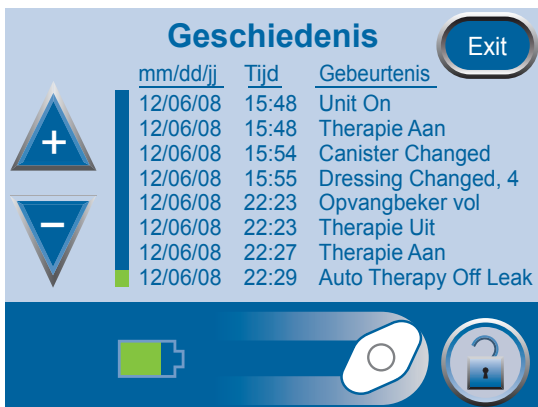 Geschiedenis
Exit
mm/dd/jj Tijd Gebeurtenis
12/06/08 15:48 Unit On
12/06/08 15:48 Therapie Aan
12/06/08 15:54 Canister Changed
12/06/08 15:55 Dressing Changed, 4
12/06/08 22:23 Opvangbeker vol
12/06/08 22:23 Therapie Uit
12/06/08 22:27 Therapie Aan
12/06/08 22:29 Auto Therapy Off Leak
+
−